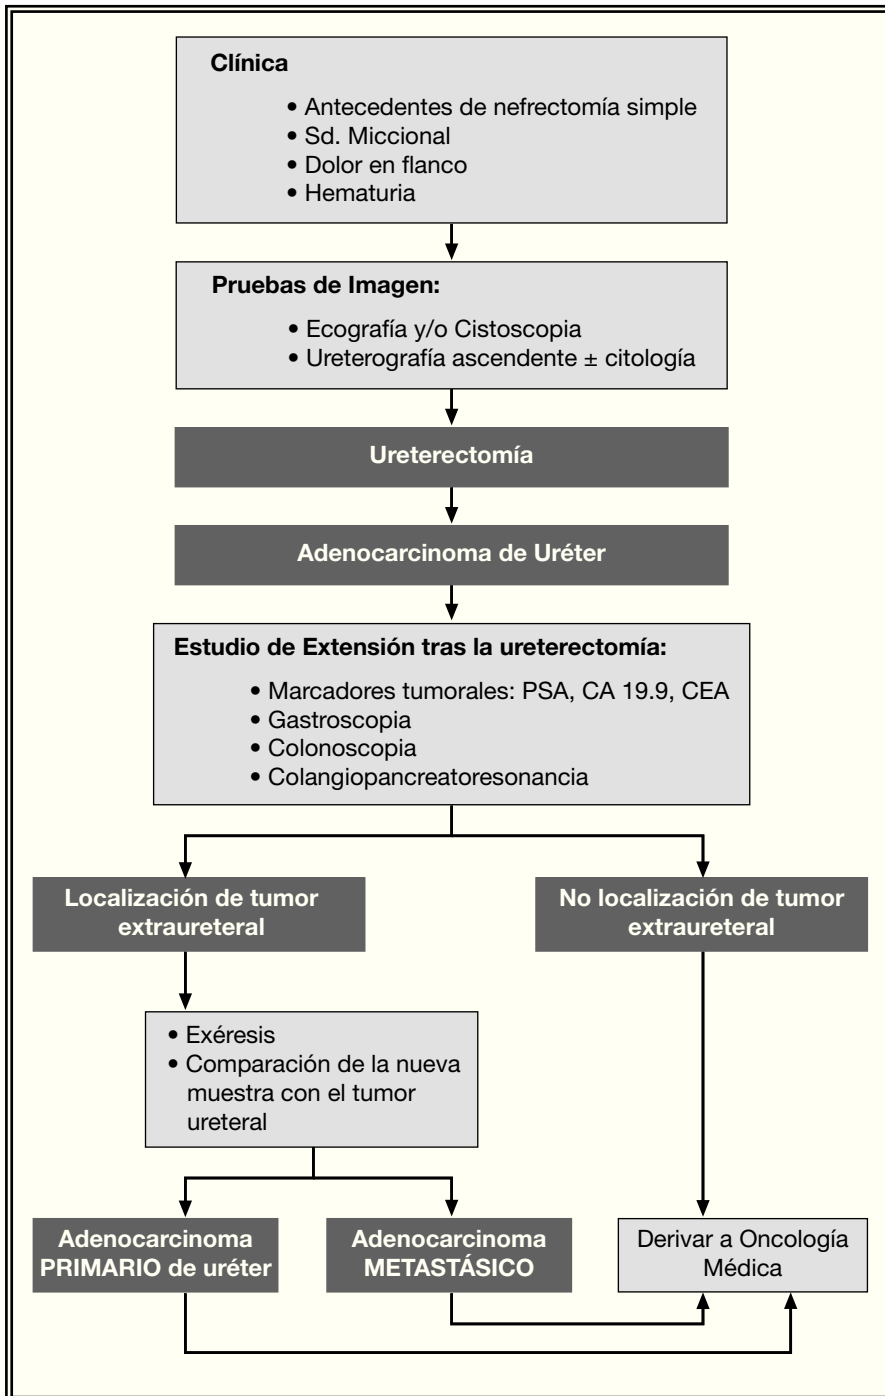 Clínica
• Antecedentes de nefrectomía simple
• Sd. Miccional
• Dolor en flanco
• Hematuria
Pruebas de Imagen:
• Ecografía y/o Cistoscopia
• Ureterografía ascendente ± citología
Ureterectomía
Adenocarcinoma de Uréter
Estudio de Extensión tras la ureterectomía:
• Marcadores tumorales: PSA, CA 19.9, CEA
• Gastroscopia
• Colonoscopia
• Colangiopancreatoresonancia
Localización de tumor
extraureteral
No localización de tumor
extraureteral
• Exéresis
• Comparación de la nueva
muestra con el tumor
ureteral
Adenocarcinoma
PRIMARIO de uréter
Adenocarcinoma
METASTÁSICO
Derivar a Oncología
Médica